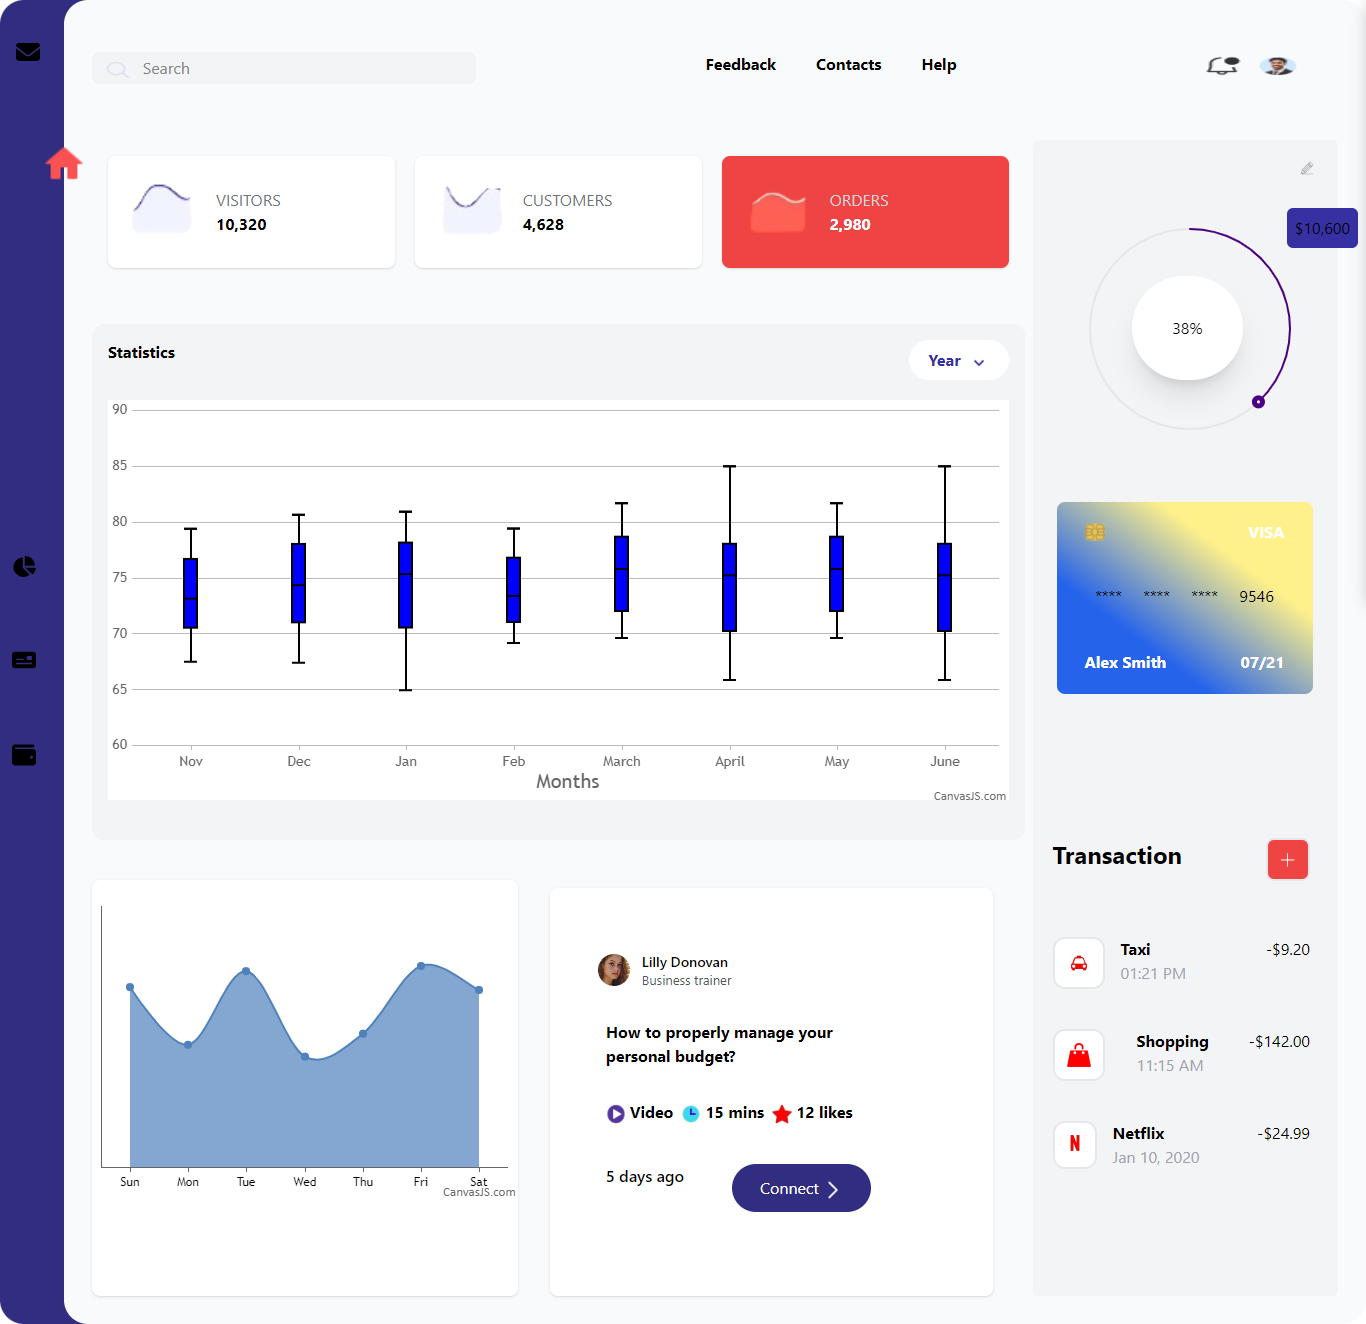 Search
Feedback Contacts Help
VISITORS
10,320
CUSTOMERS
4,628
ORDERS
2,980
$10,600
38%
Statistics
Year
90
85
80
75
70
65
60
Nov Dec Jan Feb March April May June
Months
CanvasJS.com
VISA
**** **** **** 9546
Alex Smith 07/21
Transaction
+
Taxi -$9.20
01:21 PM
Shopping -$142.00
11:15 AM
N
Netflix -$24.99
Jan 10, 2020
Sun Mon Tue Wed Thu Fri Sat
CanvasJS.com
Lilly Donovan
Business trainer
How to properly manage your
personal budget?
Video 15 mins 12 likes
5 days ago
Connect